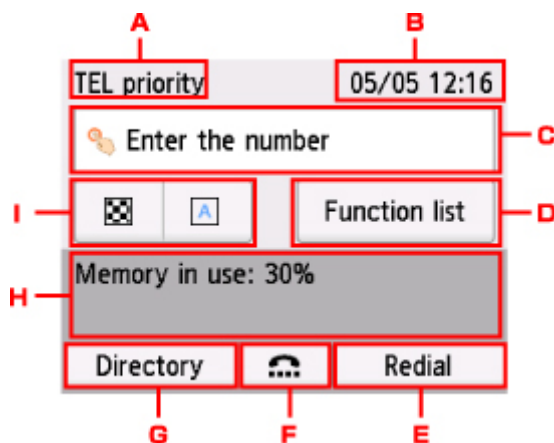 A
B
TEL priority 05/05 12:16
Enter the number
C
I
A
Function list
D
Memory in use: 30%
H
Directory
Redial
G
F
E